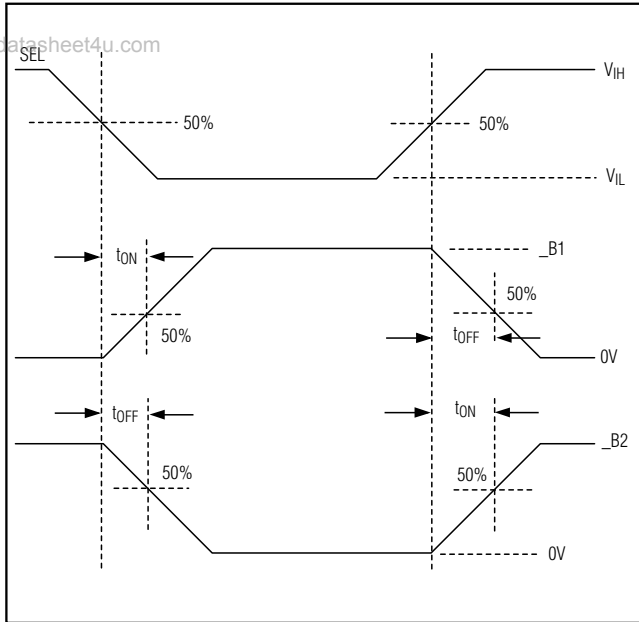 datasheet4u.com
SEL
VIH
50%
50%
VIL
tON
_B1
50%
50%
tOFF
0V
tOFF
tON
_B2
50%
50%
0V